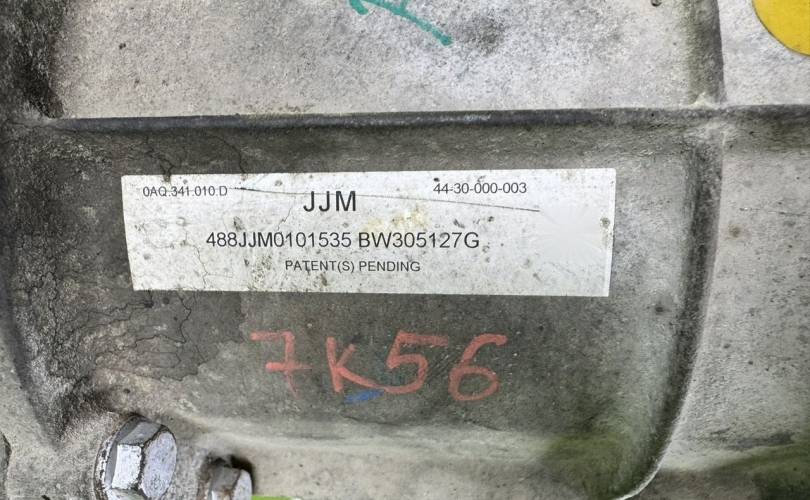 0AQ.341.010.D
JJM
44-30-000-003
488JJM0101535 BW305127G
PATENT(S) PENDING
7K56